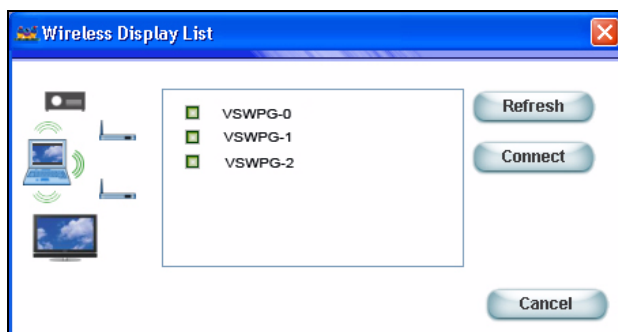 Wireless Display List
VSWPG-0
VSWPG-1
VSWPG-2
Refresh
Connect
Cancel